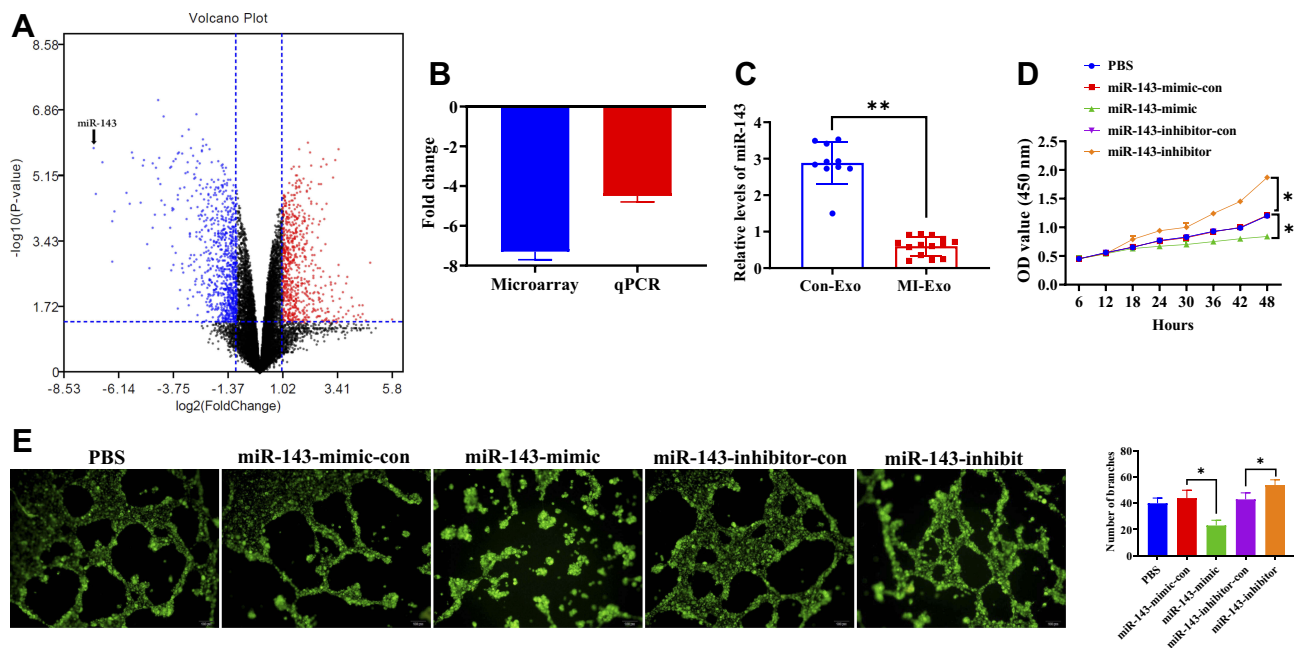 A
Volcano Plot
-log10(P-value)
8.58
6.86
5.15
3.43
1.72
0
miR-143
-8.53 -6.14 -3.75 -1.37 1.02 3.41 5.8
log2(FoldChange)
B
Fold change
0
-2
-4
-6
-8
Microarray qPCR
C
Relative levels of miR-143
5
4
3
2
1
0
**
Con-Exo MI-Exo
D
PBS
miR-143-mimic-con
miR-143-mimic
miR-143-inhibitor-con
miR-143-inhibitor
OD value (450 nm)
2.5
2.0
1.5
1.0
0.5
0.0
*
*
6 12 18 24 30 36 42 48
Hours
E
PBS miR-143-mimic-con miR-143-mimic miR-143-inhibitor-con miR-143-inhibit
Number of branches
80
60
40
20
0
*
*
PBS
miR-143-mimic-con
miR-143-mimic
miR-143-inhibitor-con
miR-143-inhibitor